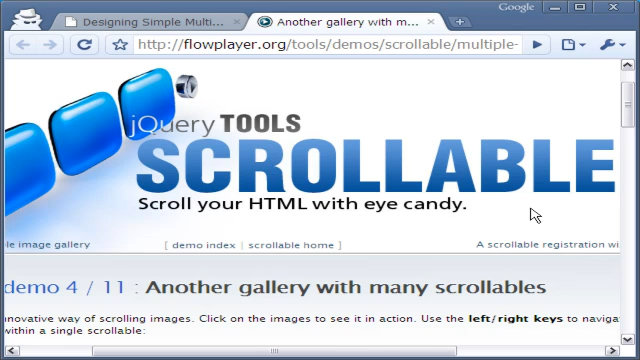 Google
Designing Simple Multi...
Another gallery with m...
http://flowplayer.org/tools/demos/scrollable/multiple-
jQuery TOOLS
SCROLLABLE
Scroll your HTML with eye candy.
le image gallery [ demo index | scrollable home ] A scrollable registration wi
demo 4 / 11 : Another gallery with many scrollables
nnovative way of scrolling images. Click on the images to see it in action. Use the left/right keys to naviga
within a single scrollable: